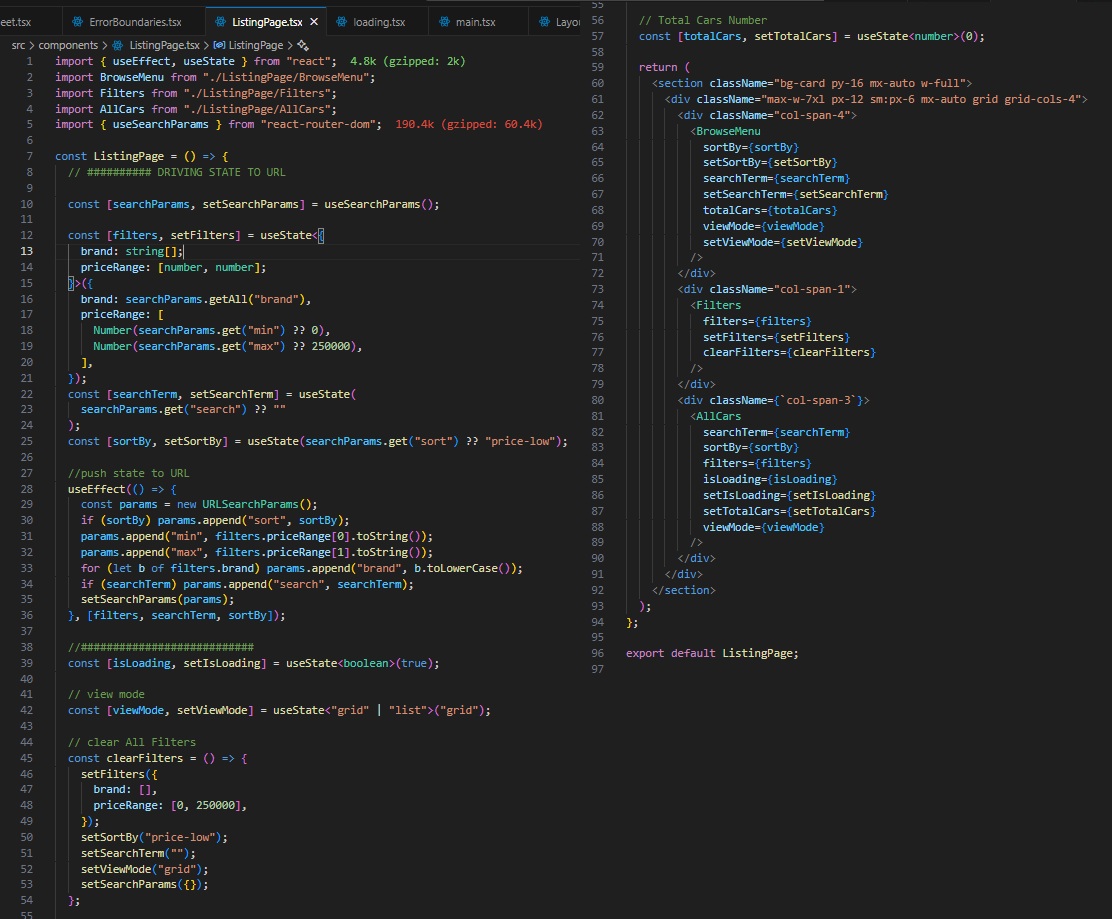 eet.tsx
ErrorBoundaries.tsx
ListingPage.tsx
loading.tsx
main.tsx
Layou
src > components > ListingPage.tsx > ListingPage >
1 import { useEffect, useState } from "react"; 4.8k (gzipped: 2k)
2 import BrowseMenu from "./ListingPage/BrowseMenu";
3 import Filters from "./ListingPage/Filters";
4 import AllCars from "./ListingPage/AllCars";
5 import { useSearchParams } from "react-router-dom"; 190.4k (gzipped: 60.4k)
6
7 const ListingPage = () => {
8 // ########## DRIVING STATE TO URL
9
10 const [searchParams, setSearchParams] = useSearchParams();
11
12 const [filters, setFilters] = useState<{
13 brand: string[];
14 priceRange: [number, number];
15 }>({
16 brand: searchParams.getAll("brand"),
17 priceRange: [
18 Number(searchParams.get("min") ?? 0),
19 Number(searchParams.get("max") ?? 250000),
20 ],
21 });
22 const [searchTerm, setSearchTerm] = useState(
23 searchParams.get("search") ?? ""
24 );
25 const [sortBy, setSortBy] = useState(searchParams.get("sort") ?? "price-low");
26
27 //push state to URL
28 useEffect(() => {
29 const params = new URLSearchParams();
30 if (sortBy) params.append("sort", sortBy);
31 params.append("min", filters.priceRange[0].toString());
32 params.append("max", filters.priceRange[1].toString());
33 for (let b of filters.brand) params.append("brand", b.toLowerCase());
34 if (searchTerm) params.append("search", searchTerm);
35 setSearchParams(params);
36 }, [filters, searchTerm, sortBy]);
37
38 //###########################
39 const [isLoading, setIsLoading] = useState<boolean>(true);
40
41 // view mode
42 const [viewMode, setViewMode] = useState<"grid" | "list">("grid");
43
44 // clear All Filters
45 const clearFilters = () => {
46 setFilters({
47 brand: [],
48 priceRange: [0, 250000],
49 });
50 setSortBy("price-low");
51 setSearchTerm("");
52 setViewMode("grid");
53 setSearchParams({});
54 };
55
55
56 // Total Cars Number
57 const [totalCars, setTotalCars] = useState<number>(0);
58
59 return (
60 <section className="bg-card py-16 mx-auto w-full">
61 <div className="max-w-7xl px-12 sm:px-6 mx-auto grid grid-cols-4">
62 <div className="col-span-4">
63 <BrowseMenu
64 sortBy={sortBy}
65 setSortBy={setSortBy}
66 searchTerm={searchTerm}
67 setSearchTerm={setSearchTerm}
68 totalCars={totalCars}
69 viewMode={viewMode}
70 setViewMode={setViewMode}
71 />
72 </div>
73 <div className="col-span-1">
74 <Filters
75 filters={filters}
76 setFilters={setFilters}
77 clearFilters={clearFilters}
78 />
79 </div>
80 <div className={`col-span-3`}>
81 <AllCars
82 searchTerm={searchTerm}
83 sortBy={sortBy}
84 filters={filters}
85 isLoading={isLoading}
86 setIsLoading={setIsLoading}
87 setTotalCars={setTotalCars}
88 viewMode={viewMode}
89 />
90 </div>
91 </div>
92 </section>
93 );
94 };
95
96 export default ListingPage;
97